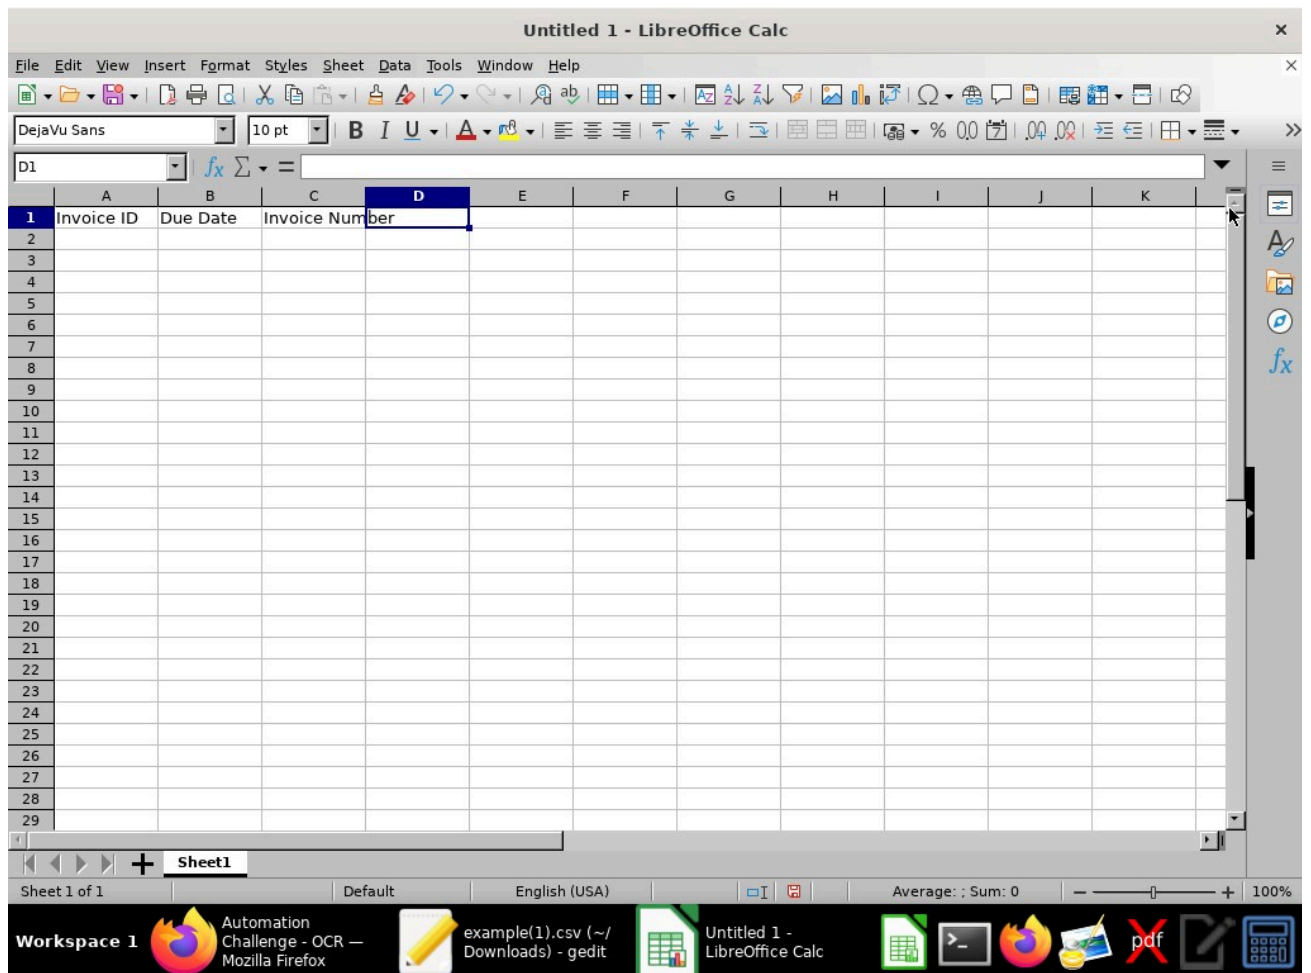 Untitled 1 - LibreOffice Calc
File Edit View Insert Format Styles Sheet Data Tools Window Help
DejaVu Sans 10 pt
D1
A B C D E F G H I J K
1 Invoice ID Due Date Invoice Number
2
3
4
5
6
7
8
9
10
11
12
13
14
15
16
17
18
19
20
21
22
23
24
25
26
27
28
29
Sheet1
Sheet 1 of 1 Default English (USA) Average: ; Sum: 0 100%
Workspace 1
Automation
Challenge - OCR —
Mozilla Firefox
example(1).csv (~/
Downloads) - gedit
Untitled 1 -
LibreOffice Calc
pdf